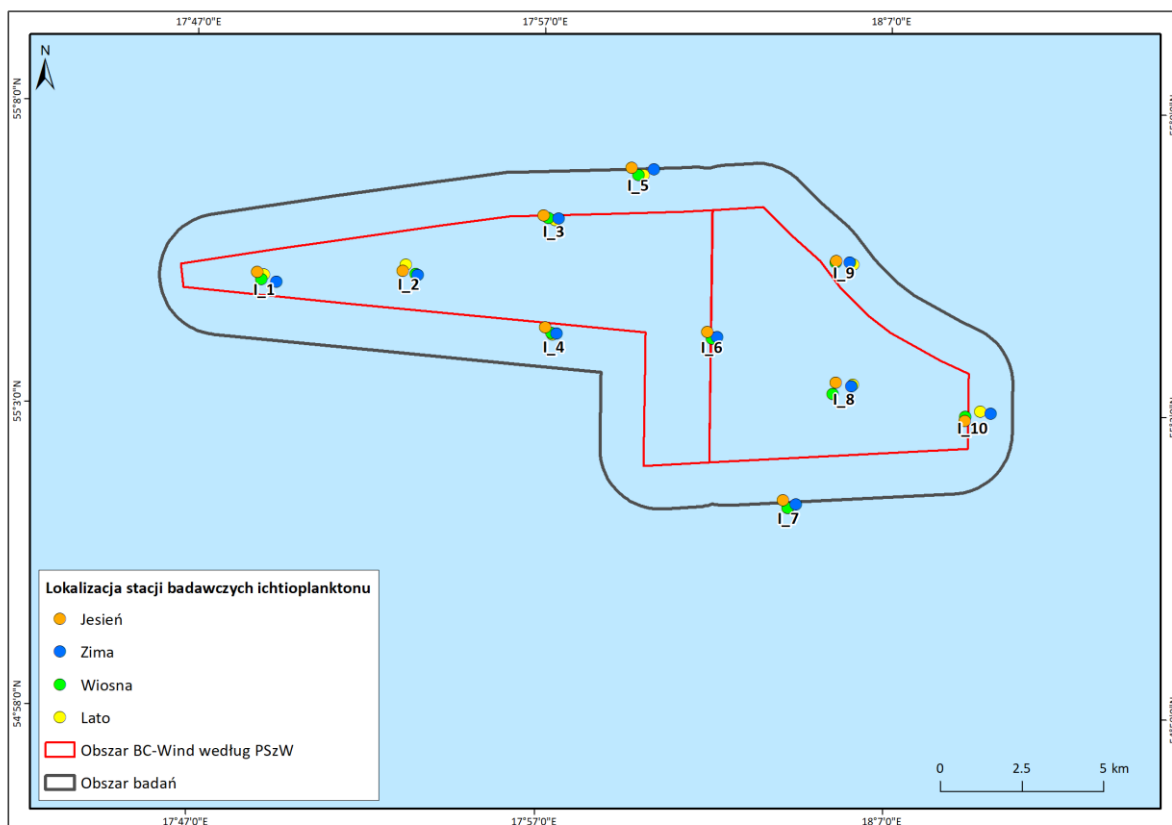 17°47'0"E 17°57'0"E 18°7'0"E
N
55°8'0"N
I_5
I_3
I_9
I_2
I_1
I_4
I_6
55°3'0"N
I_8
I_10
I_7
Lokalizacja stacji badawczych ichtioplanktonu
Jesień
Zima
Wiosna
54°58'0"N
Lato
Obszar BC-Wind według PSzW
Obszar badań
0 2.5 5 km
17°47'0"E 17°57'0"E 18°7'0"E